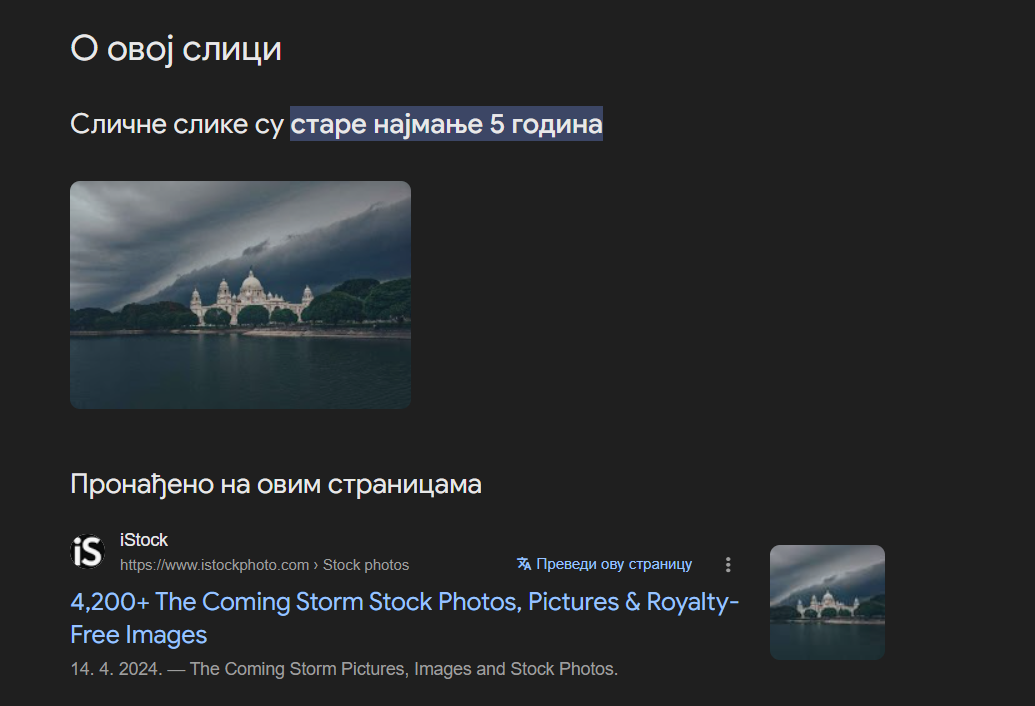 О овој слици
Сличне слике су старе најмање 5 година
Пронађено на овим страницама
iS
iStock
https://www.istockphoto.com › Stock photos
Преведи ову страницу
4,200+ The Coming Storm Stock Photos, Pictures & Royalty-
Free Images
14. 4. 2024. — The Coming Storm Pictures, Images and Stock Photos.